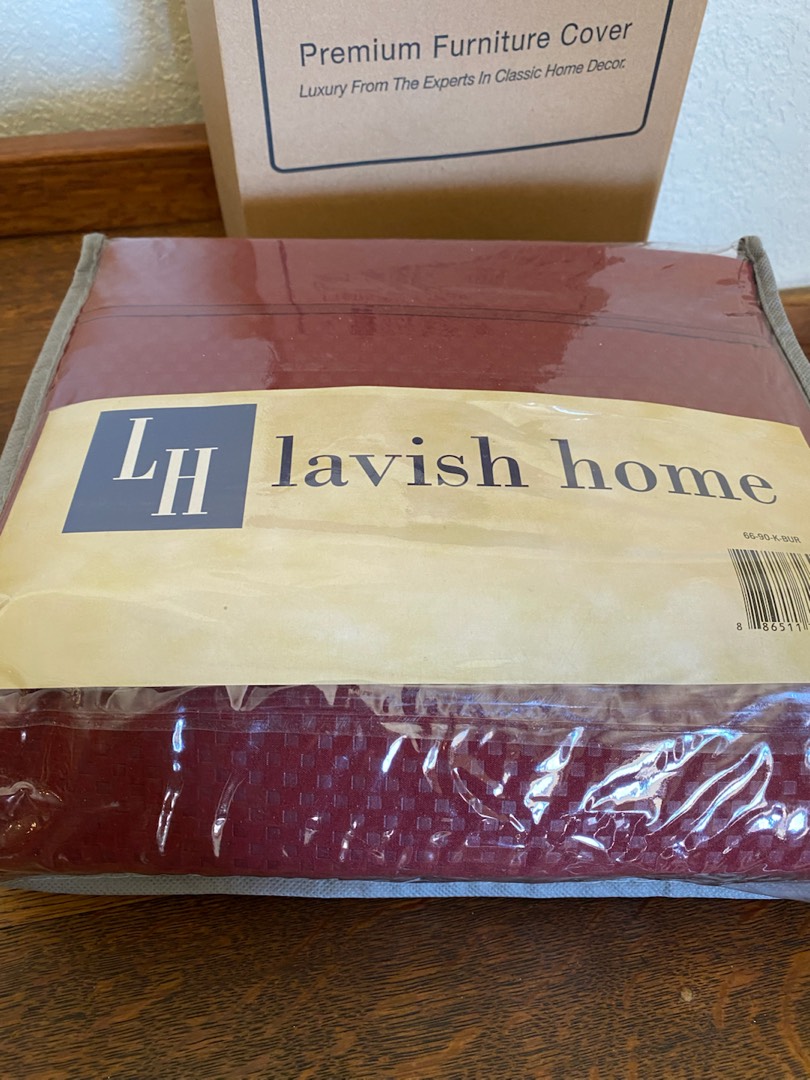 Premium Furniture Cover
Luxury From The Experts In Classic Home Decor.
LH
lavish home
66-90-K-BUR
8 86511